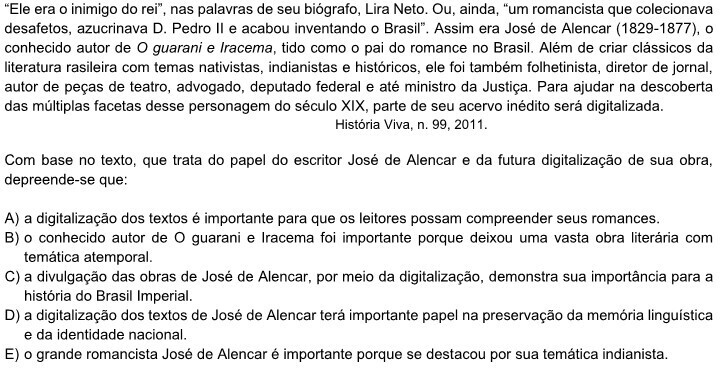 “Ele era o inimigo do rei”, nas palavras de seu biógrafo, Lira Neto. Ou, ainda, “um romancista que colecionava
desafetos, azucrinava D. Pedro II e acabou inventando o Brasil”. Assim era José de Alencar (1829-1877), o
conhecido autor de O guarani e Iracema, tido como o pai do romance no Brasil. Além de criar clássicos da
literatura rasileira com temas nativistas, indianistas e históricos, ele foi também folhetinista, diretor de jornal,
autor de peças de teatro, advogado, deputado federal e até ministro da Justiça. Para ajudar na descoberta
das múltiplas facetas desse personagem do século XIX, parte de seu acervo inédito será digitalizada.
História Viva, n. 99, 2011.
Com base no texto, que trata do papel do escritor José de Alencar e da futura digitalização de sua obra,
depreende-se que:
A) a digitalização dos textos é importante para que os leitores possam compreender seus romances.
B) o conhecido autor de O guarani e Iracema foi importante porque deixou uma vasta obra literária com
temática atemporal.
C) a divulgação das obras de José de Alencar, por meio da digitalização, demonstra sua importância para a
história do Brasil Imperial.
D) a digitalização dos textos de José de Alencar terá importante papel na preservação da memória linguística
e da identidade nacional.
E) o grande romancista José de Alencar é importante porque se destacou por sua temática indianista.